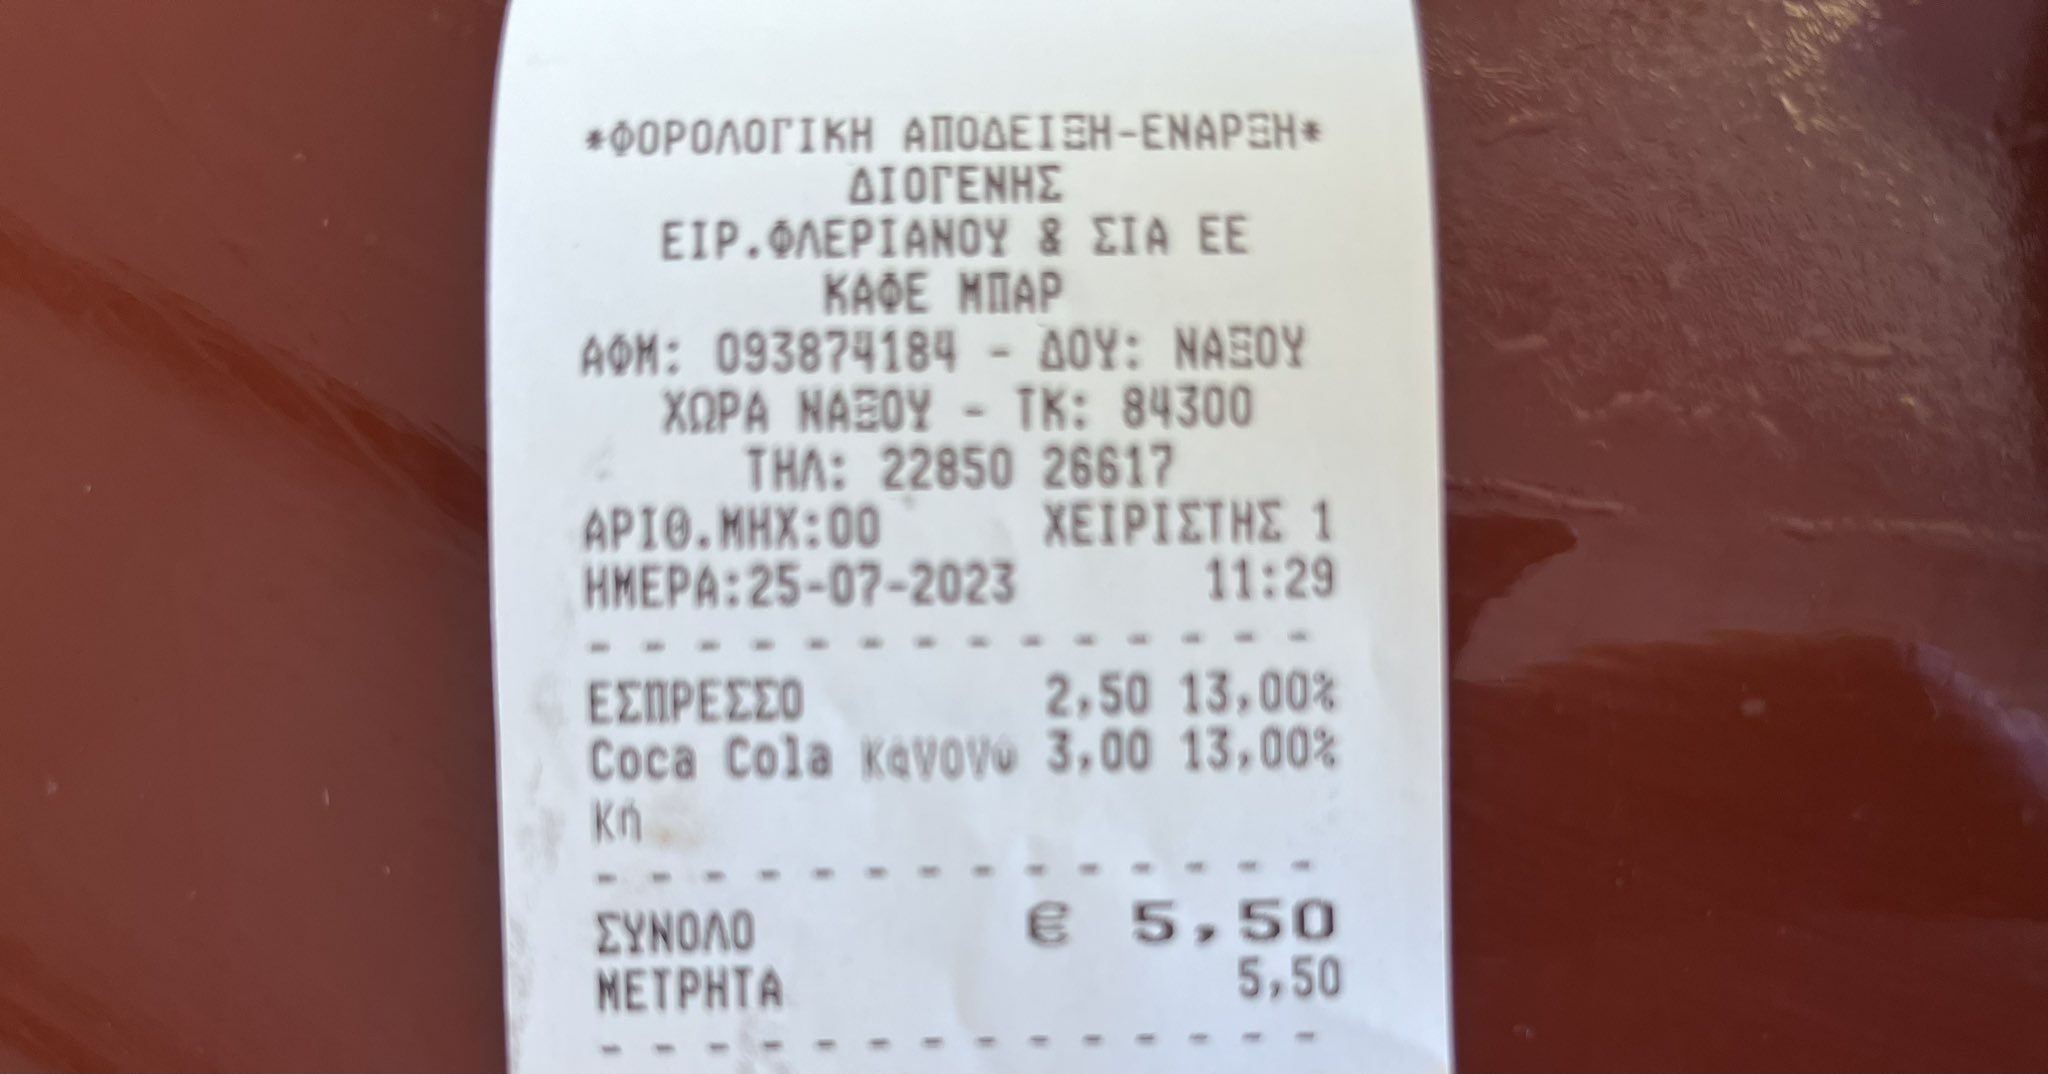 *ΦΟΡΟΛΟΓΙΚΗ ΑΠΟΔΕΙΞΗ-ΕΝΑΡΞΗ*
ΔΙΟΓΕΝΗΣ
ΕΙΡ.ΦΛΕΡΙΑΝΟΥ & ΣΙΑ ΕΕ
ΚΑΦΕ ΜΠΑΡ
ΑΦΜ: 093874184 - ΔΟΥ: ΝΑΞΟΥ
ΧΩΡΑ ΝΑΞΟΥ - ΤΚ: 84300
ΤΗΛ: 22850 26617
ΑΡΙΘ.ΜΗΧ:00 ΧΕΙΡΙΣΤΗΣ 1
ΗΜΕΡΑ:25-07-2023 11:29
- - - - - - - - - - - - - -
ΕΣΠΡΕΣΣΟ 2,50 13,00%
Coca Cola κάνονυ 3,00 13,00%
κή
- - - - - - - - - - - - - -
ΣΥΝΟΛΟ € 5,50
ΜΕΤΡΗΤΑ 5,50
- - - - - - - - - - - - - -